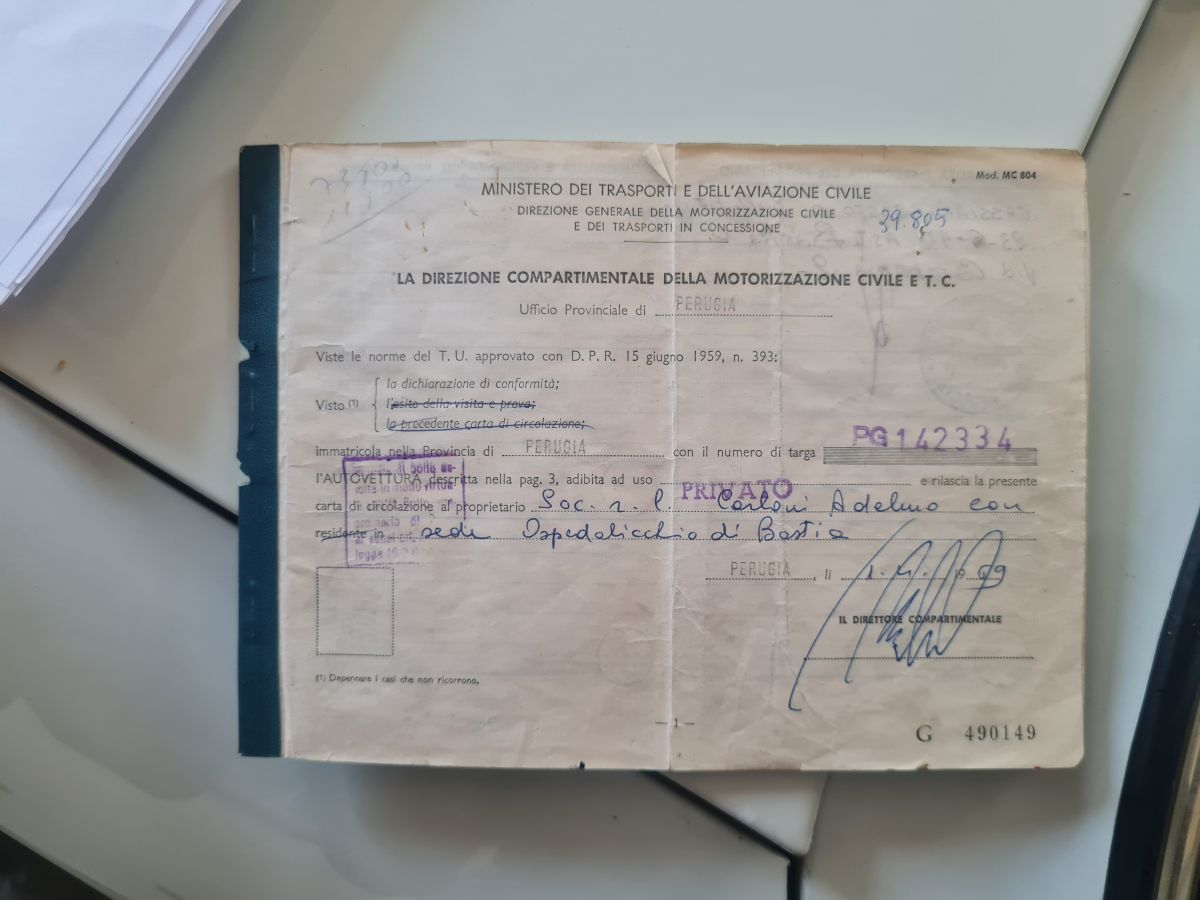 Mod. MC 804
MINISTERO DEI TRASPORTI E DELL'AVIAZIONE CIVILE
DIREZIONE GENERALE DELLA MOTORIZZAZIONE CIVILE
E DEI TRASPORTI IN CONCESSIONE
39.805
LA DIREZIONE COMPARTIMENTALE DELLA MOTORIZZAZIONE CIVILE E T. C.
Ufficio Provinciale di PERUGIA
Viste le norme del T. U. approvato con D. P. R. 15 giugno 1959, n. 393;
Visto (1)
la dichiarazione di conformità;
l'esito della visita e prova;
la precedente carta di circolazione;
immatricola nella Provincia di PERUGIA con il numero di targa PG 142334
l'AUTOVETTURA descritta nella pag. 3, adibita ad uso PRIVATO e rilascia la presente
carta di circolazione al proprietario Soc. r. l. Carloni Adelmo con
residente in sede Ospedalicchio di Bastia
PERUGIA, lì
IL DIRETTORE COMPARTIMENTALE
(1) Depennare i casi che non ricorrono.
— 1 —
G 490149